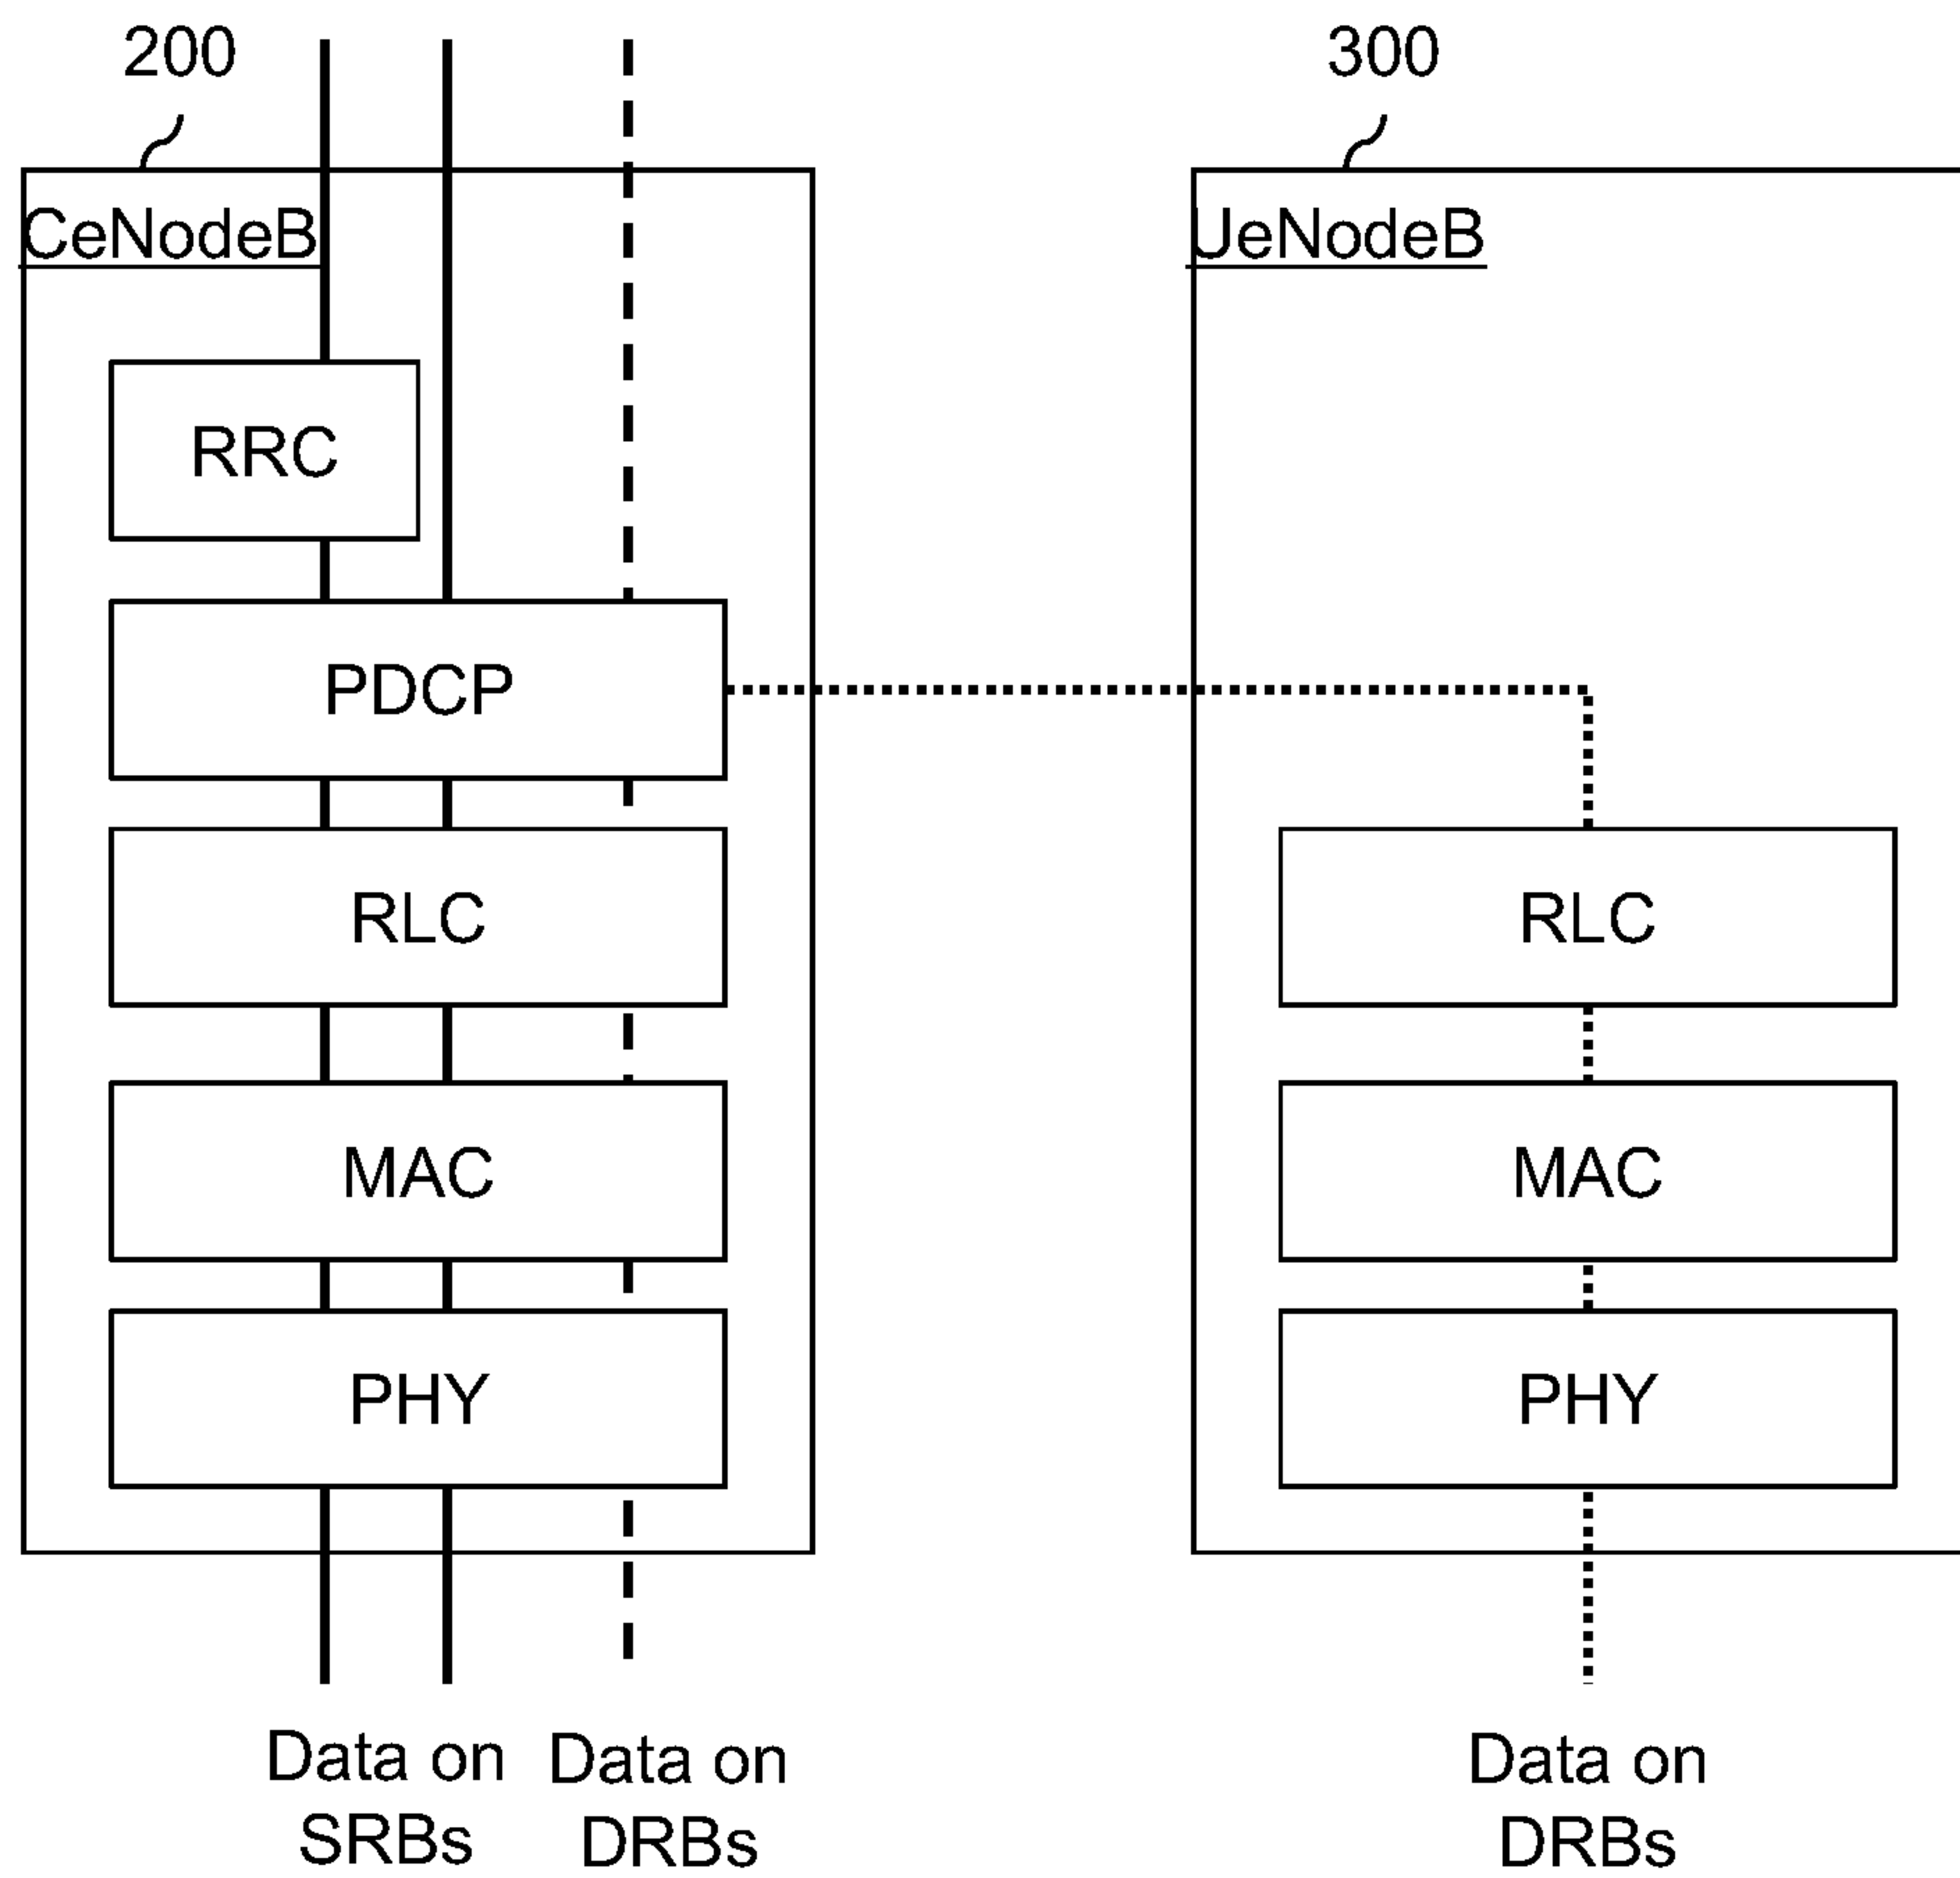 200
300
CeNodeB
UeNodeB
RRC
PDCP
RLC
RLC
MAC
MAC
PHY
PHY
Data on
SRBs
Data on
DRBs
Data on
DRBs